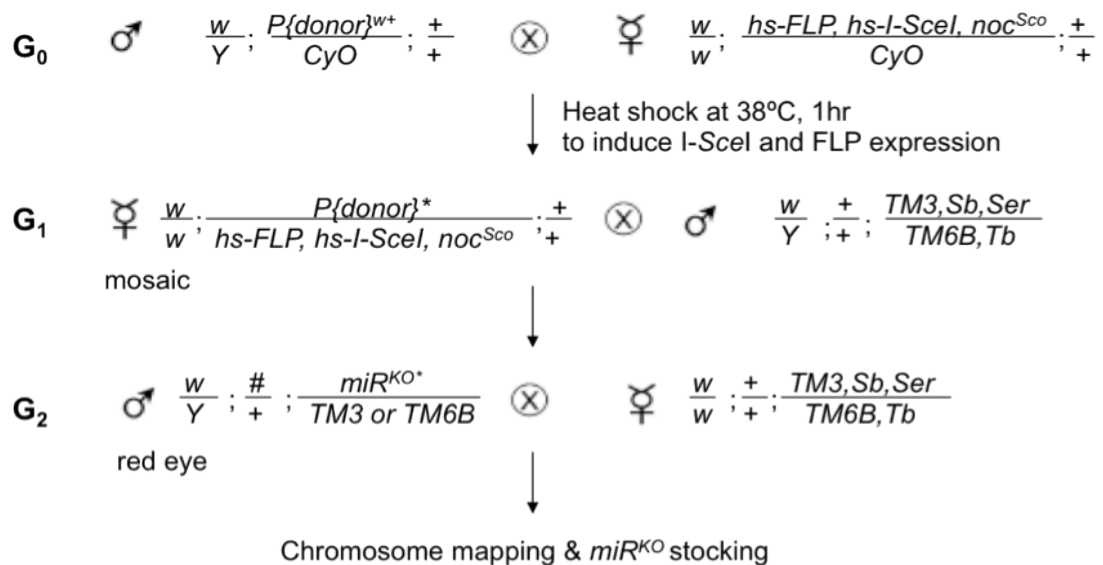 G0 ♂ w/Y ; P{donor}w+/CyO ; +/+ ⊗ ☿ w/w ; hs-FLP, hs-I-SceI, nocSco/CyO ; +/+
Heat shock at 38ºC, 1hr
to induce I-SceI and FLP expression
G1 ☿ w/w ; P{donor}*/hs-FLP, hs-I-SceI, nocSco ; +/+ ⊗ ♂ w/Y ; +/+ ; TM3,Sb,Ser/TM6B,Tb
mosaic
G2 ♂ w/Y ; #/+ ; miRKO*/TM3 or TM6B ⊗ ☿ w/w ; +/+ ; TM3,Sb,Ser/TM6B,Tb
red eye
Chromosome mapping & miRKO stocking